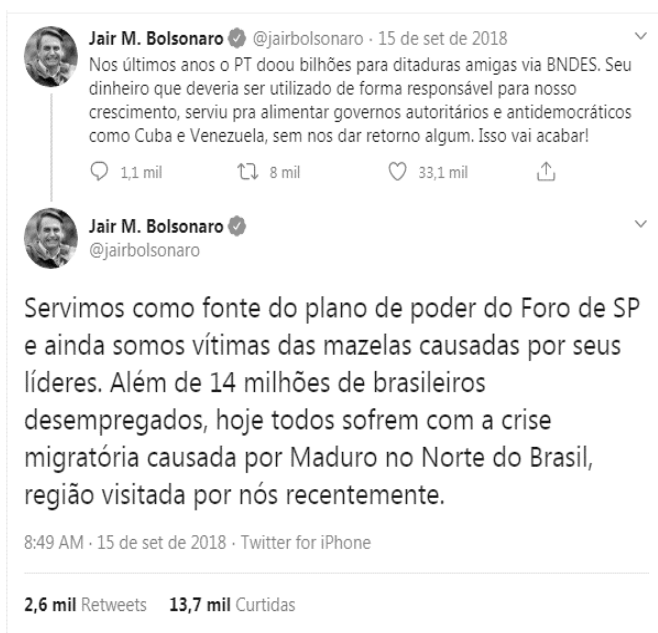 Jair M. Bolsonaro @jairbolsonaro · 15 de set de 2018
Nos últimos anos o PT doou bilhões para ditaduras amigas via BNDES. Seu
dinheiro que deveria ser utilizado de forma responsável para nosso
crescimento, serviu pra alimentar governos autoritários e antidemocráticos
como Cuba e Venezuela, sem nos dar retorno algum. Isso vai acabar!
1,1 mil 8 mil 33,1 mil
Jair M. Bolsonaro
@jairbolsonaro
Servimos como fonte do plano de poder do Foro de SP
e ainda somos vítimas das mazelas causadas por seus
líderes. Além de 14 milhões de brasileiros
desempregados, hoje todos sofrem com a crise
migratória causada por Maduro no Norte do Brasil,
região visitada por nós recentemente.
8:49 AM · 15 de set de 2018 · Twitter for iPhone
2,6 mil Retweets 13,7 mil Curtidas